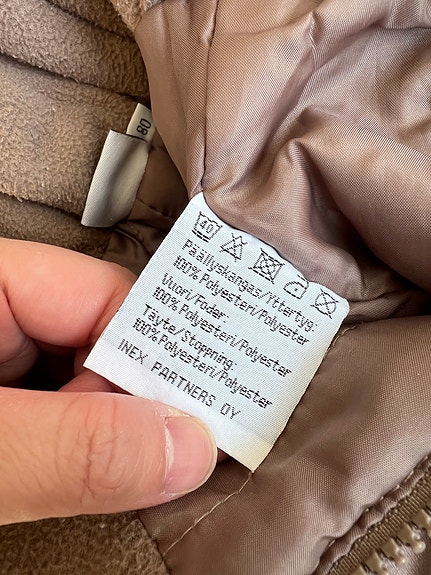 80
40
Päällyskangas/Yttertyg:
100% Polyesteri/Polyester
Vuori/Foder:
100% Polyesteri/Polyester
Täyte/Stoppning:
100% Polyesteri/Polyester
INEX PARTNERS OY